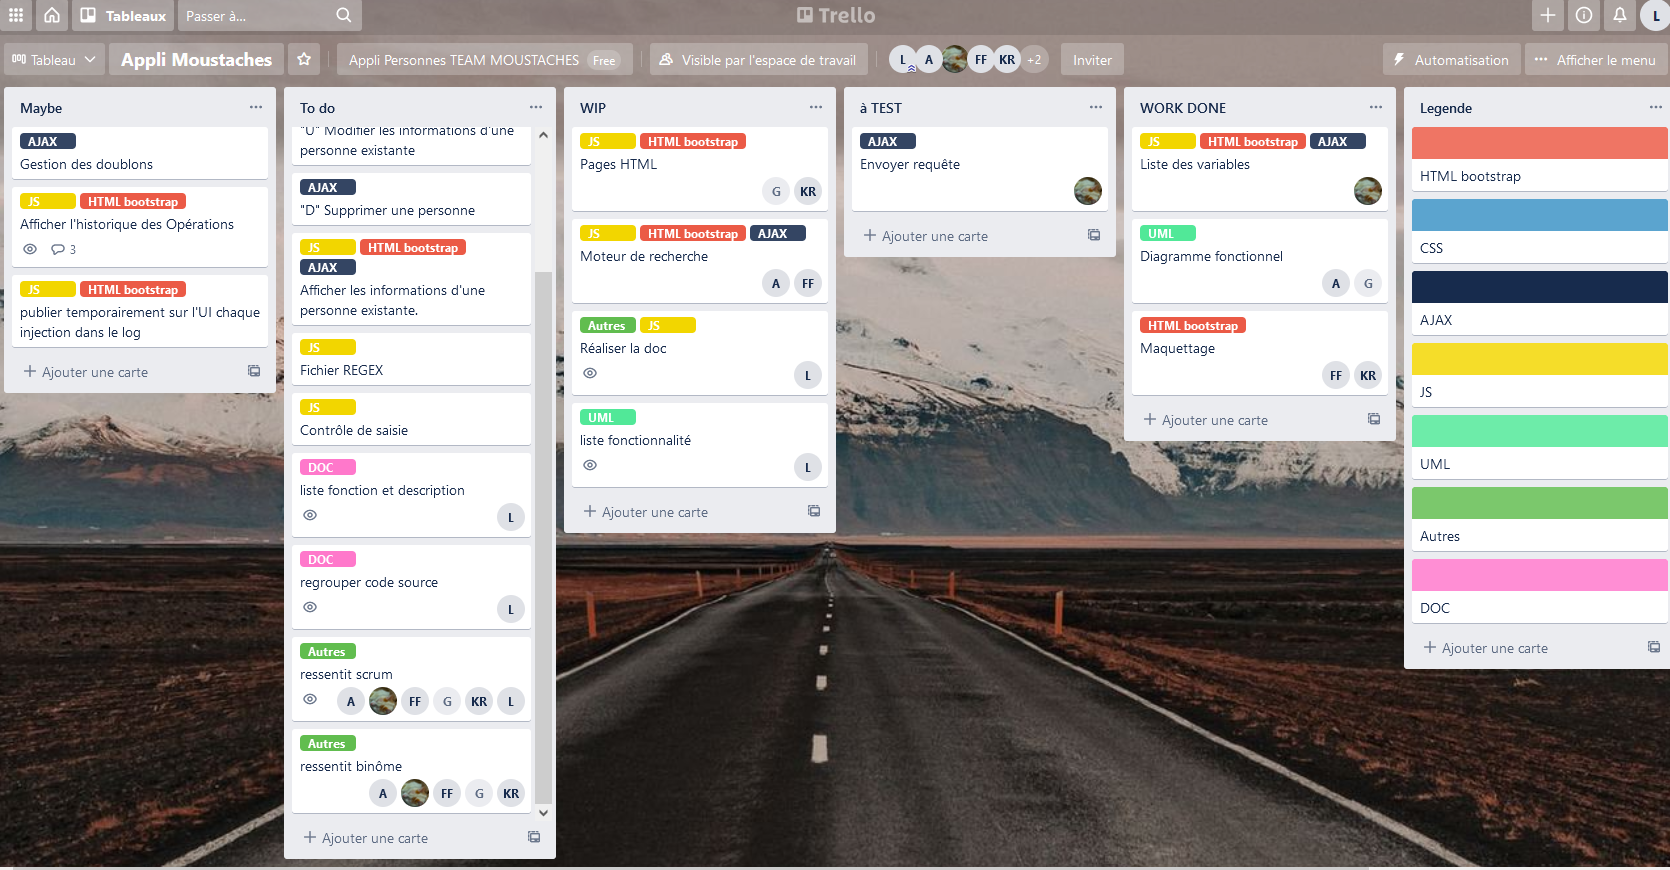 Tableaux
Passer à...
Trello
L
Tableau
Appli Moustaches
Appli Personnes TEAM MOUSTACHES Free
Visible par l'espace de travail
L A FF KR +2
Inviter
Automatisation
Afficher le menu
Maybe
AJAX
Gestion des doublons
JS HTML bootstrap
Afficher l'historique des Opérations
3
JS HTML bootstrap
publier temporairement sur l'UI chaque
injection dans le log
Ajouter une carte
To do
"U" Modifier les informations d'une
personne existante
AJAX
"D" Supprimer une personne
JS HTML bootstrap
AJAX
Afficher les informations d'une
personne existante.
JS
Fichier REGEX
JS
Contrôle de saisie
DOC
liste fonction et description
L
DOC
regrouper code source
L
Autres
ressentit scrum
A FF G KR L
Autres
ressentit binôme
A FF G KR
Ajouter une carte
WIP
JS HTML bootstrap
Pages HTML
G KR
JS HTML bootstrap AJAX
Moteur de recherche
A FF
Autres JS
Réaliser la doc
L
UML
liste fonctionnalité
L
Ajouter une carte
à TEST
AJAX
Envoyer requête
Ajouter une carte
WORK DONE
JS HTML bootstrap AJAX
Liste des variables
UML
Diagramme fonctionnel
A G
HTML bootstrap
Maquettage
FF KR
Ajouter une carte
Legende
HTML bootstrap
CSS
AJAX
JS
UML
Autres
DOC
Ajouter une carte